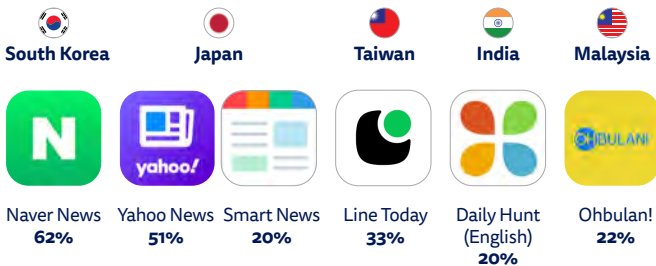 South Korea
Japan
Taiwan
India
Malaysia
N
yahoo!
OHBULAN!
Naver News
62%
Yahoo News
51%
Smart News
20%
Line Today
33%
Daily Hunt
(English)
20%
Ohbulan!
22%